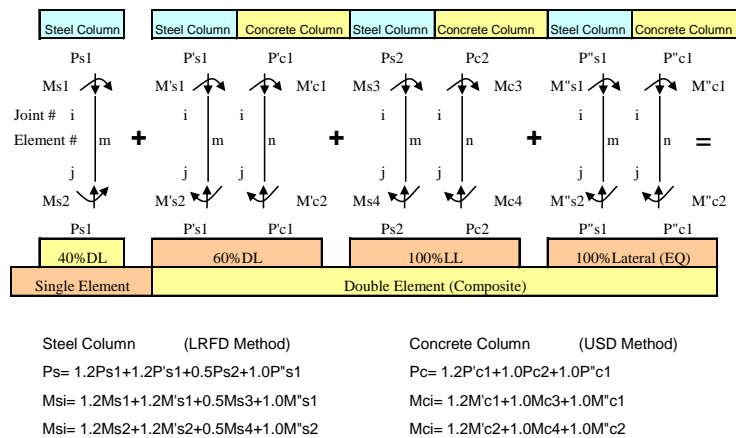 Steel Column Steel Column Concrete Column Steel Column Concrete Column Steel Column Concrete Column
Ps1 P's1 P'c1 Ps2 Pc2 P"s1 P"c1
Ms1 M's1 M'c1 Ms3 Mc3 M"s1 M"c1
Joint # i i i i i i i
Element # m + m n + m n + m n =
j j j j j j j
Ms2 M's2 M'c2 Ms4 Mc4 M"s2 M"c2
Ps1 P's1 P'c1 Ps2 Pc2 P"s1 P"c1
40%DL 60%DL 100%LL 100%Lateral (EQ)
Single Element Double Element (Composite)
Steel Column (LRFD Method) Concrete Column (USD Method)
Ps= 1.2Ps1+1.2P's1+0.5Ps2+1.0P"s1 Pc= 1.2P'c1+1.0Pc2+1.0P"c1
Msi= 1.2Ms1+1.2M's1+0.5Ms3+1.0M"s1 Mci= 1.2M'c1+1.0Mc3+1.0M"c1
Msi= 1.2Ms2+1.2M's2+0.5Ms4+1.0M"s2 Mci= 1.2M'c2+1.0Mc4+1.0M"c2